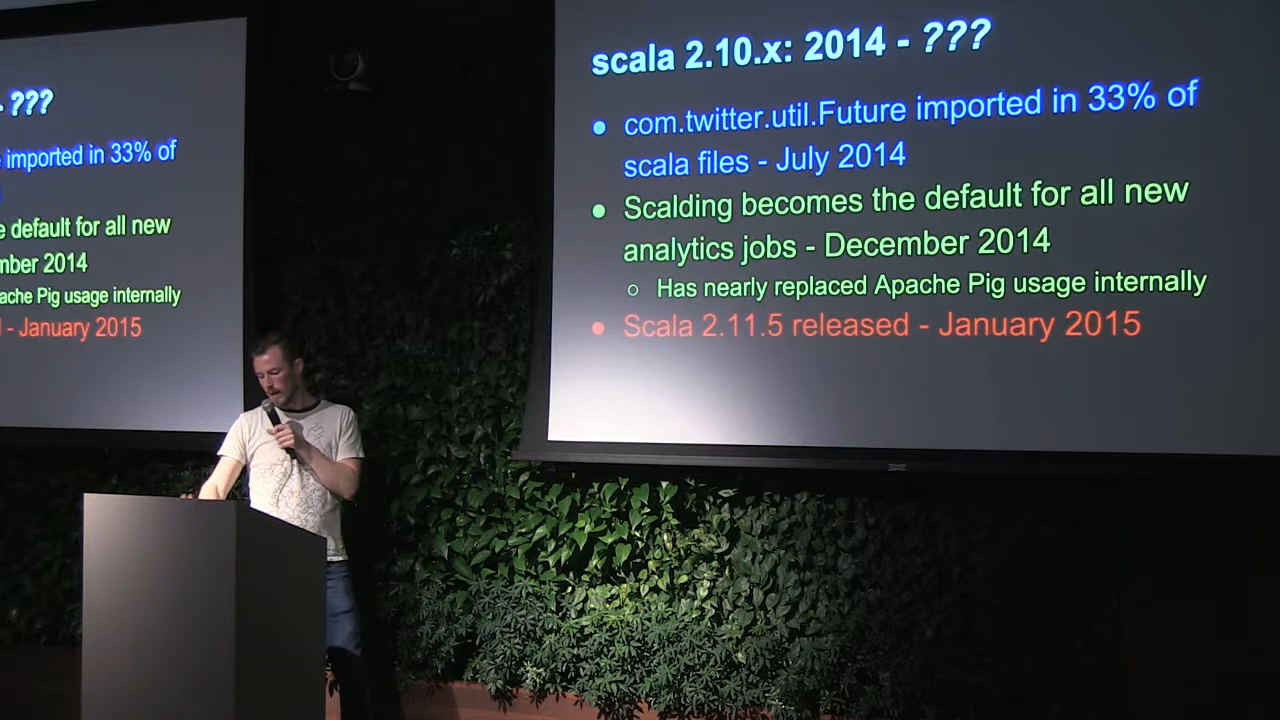 - ???
imported in 33% of
default for all new
2014
Pig usage internally
- January 2015
scala 2.10.x: 2014 - ???
com.twitter.util.Future imported in 33% of
scala files - July 2014
Scalding becomes the default for all new
analytics jobs - December 2014
Has nearly replaced Apache Pig usage internally
Scala 2.11.5 released - January 2015